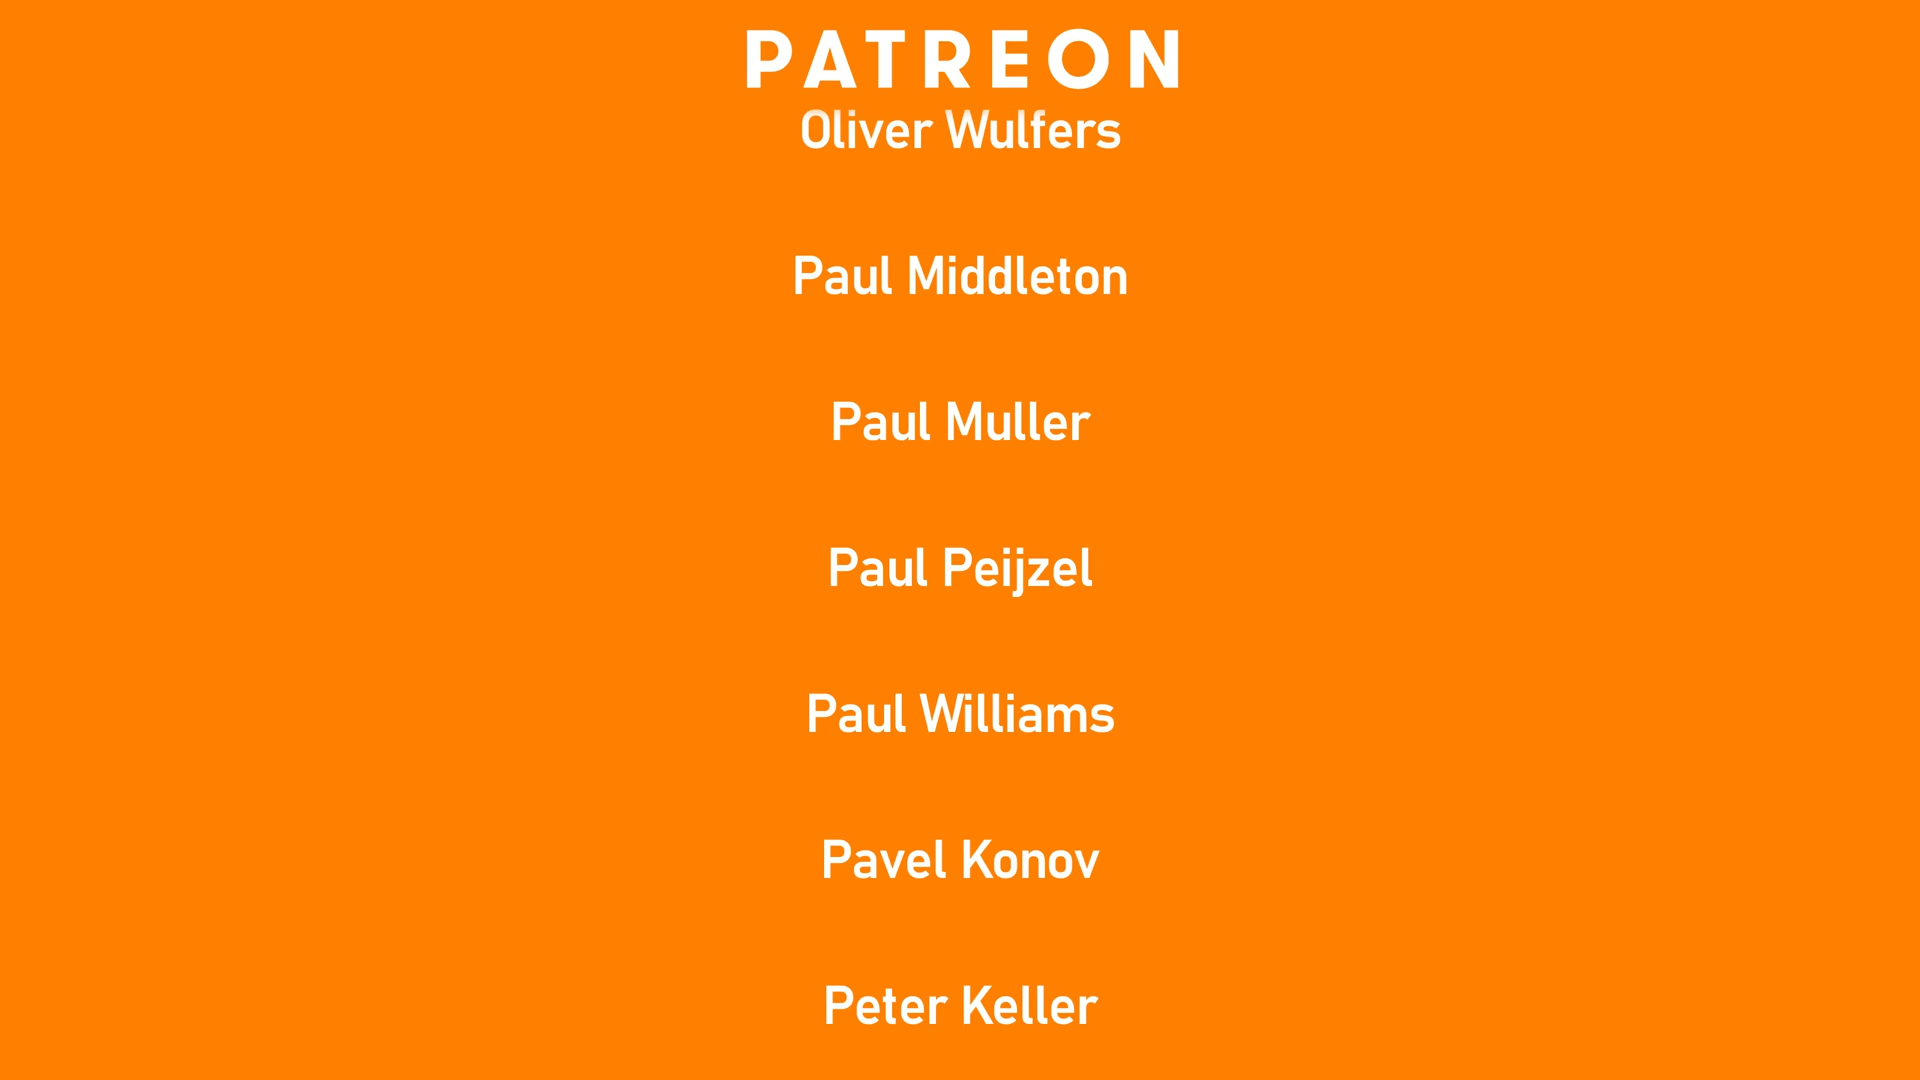 PATREON
Oliver Wulfers
Paul Middleton
Paul Muller
Paul Peijzel
Paul Williams
Pavel Konov
Peter Keller